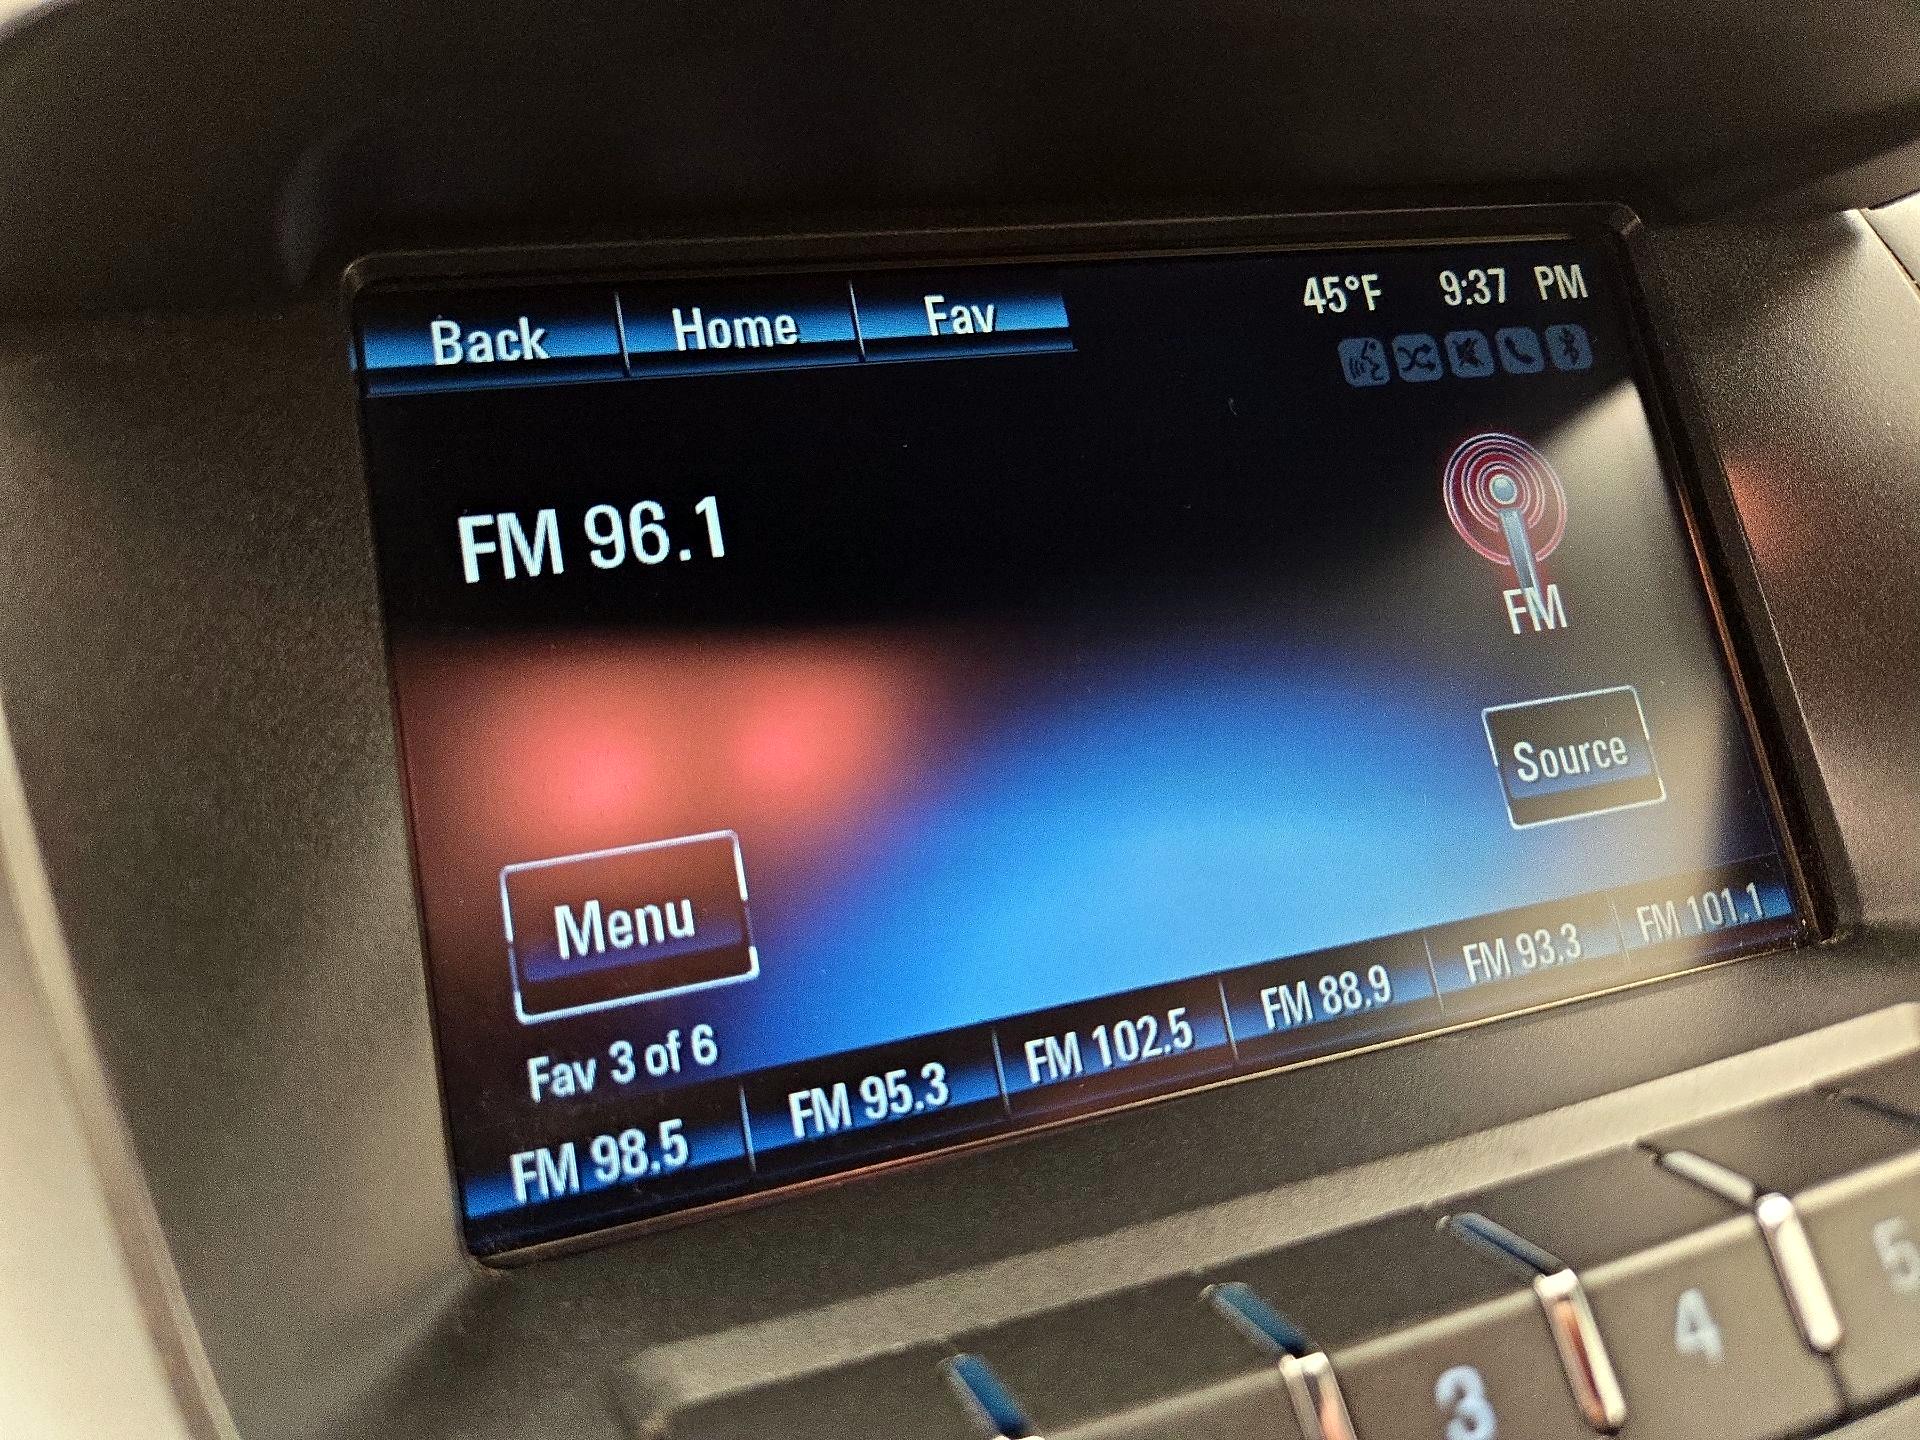 Back Home Fav 45°F 9:37 PM
FM 96.1
FM
Source
Menu
Fav 3 of 6
FM 98.5 FM 95.3 FM 102.5 FM 88.9 FM 93.3 FM 101.1
3 4 5